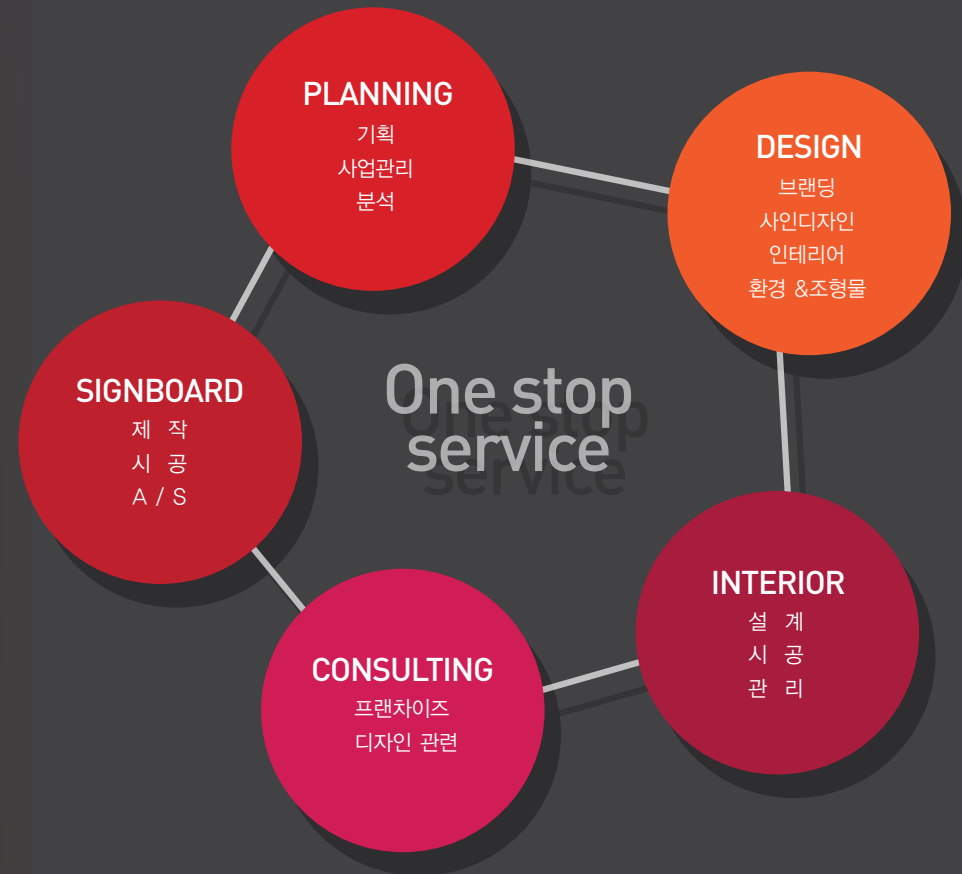 PLANNING
기획
사업관리
분석
DESIGN
브랜딩
사인디자인
인테리어
환경 &조형물
SIGNBOARD
제 작
시 공
A / S
One stop
service
INTERIOR
설 계
시 공
관 리
CONSULTING
프랜차이즈
디자인 관련